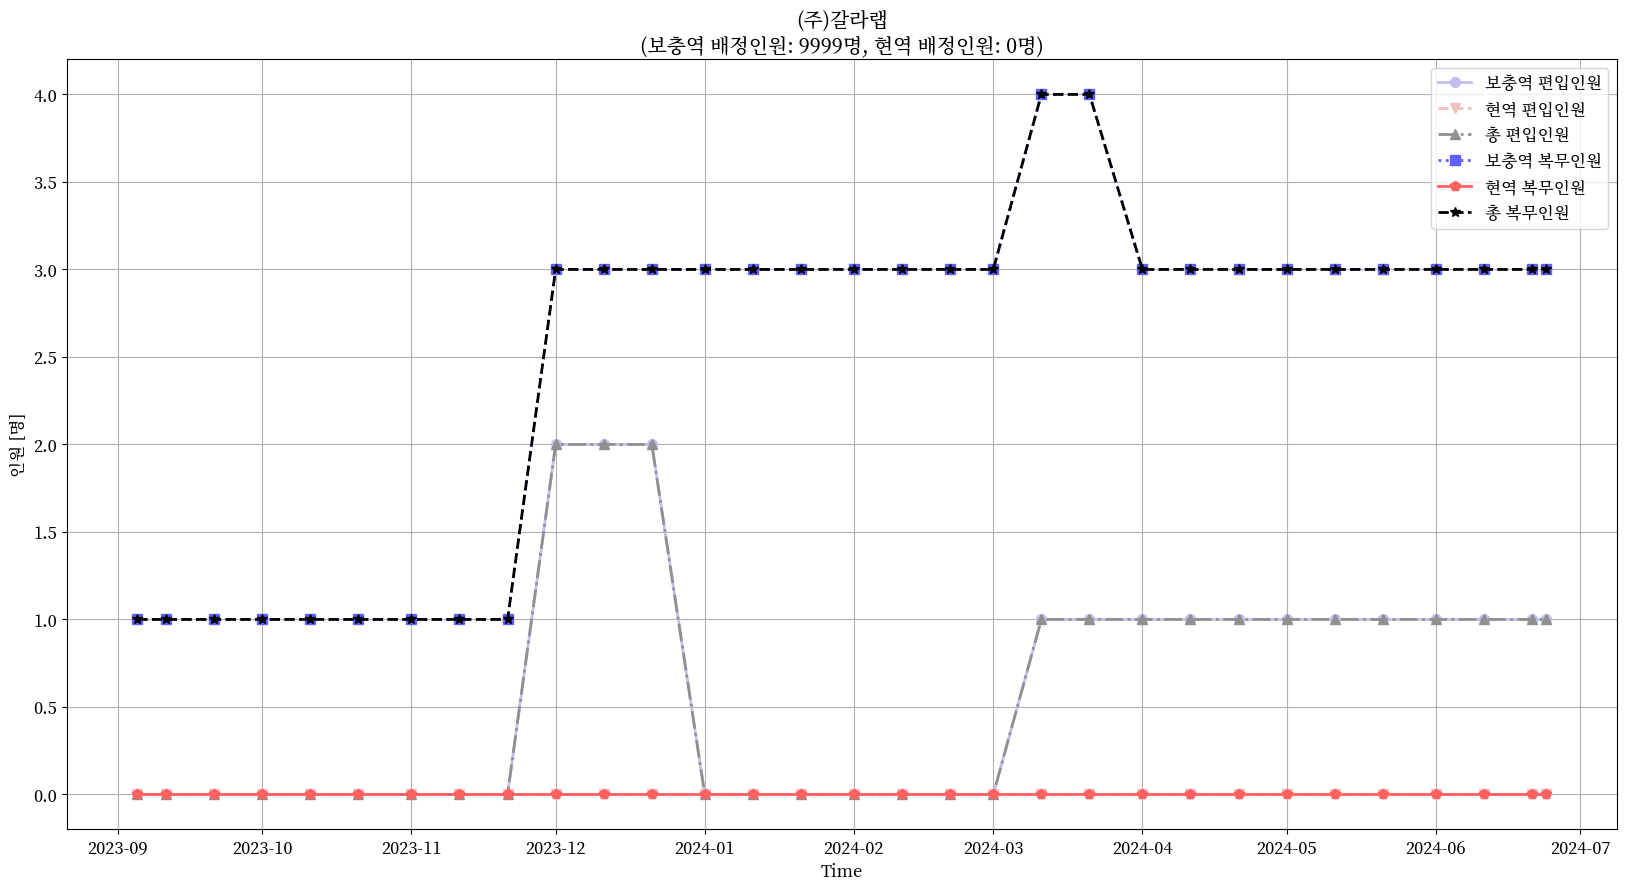 (주)갈라랩
(보충역 배정인원: 9999명, 현역 배정인원: 0명)
보충역 편입인원
현역 편입인원
총 편입인원
보충역 복무인원
현역 복무인원
총 복무인원
인원 [명]
4.0
3.5
3.0
2.5
2.0
1.5
1.0
0.5
0.0
2023-09 2023-10 2023-11 2023-12 2024-01 2024-02 2024-03 2024-04 2024-05 2024-06 2024-07
Time